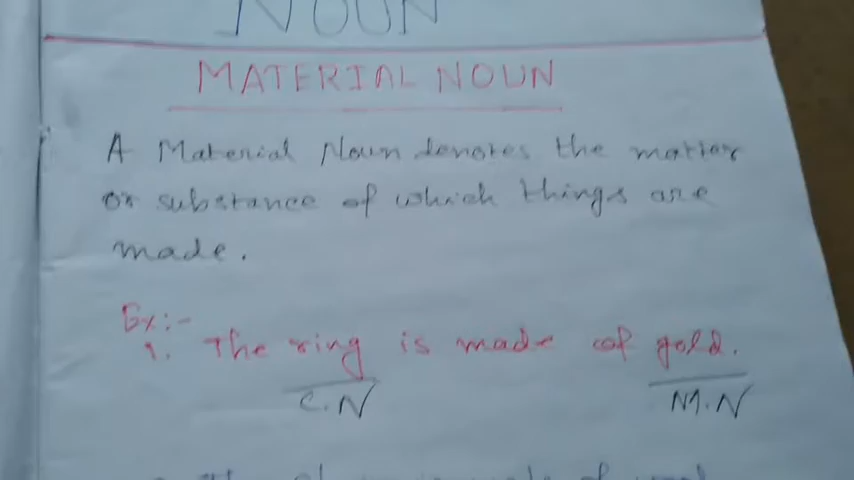 NOUN
MATERIAL NOUN
A Material Noun denotes the matter
or substance of which things are
made.
Ex:-
1. The ring is made of gold.
C.N M.N